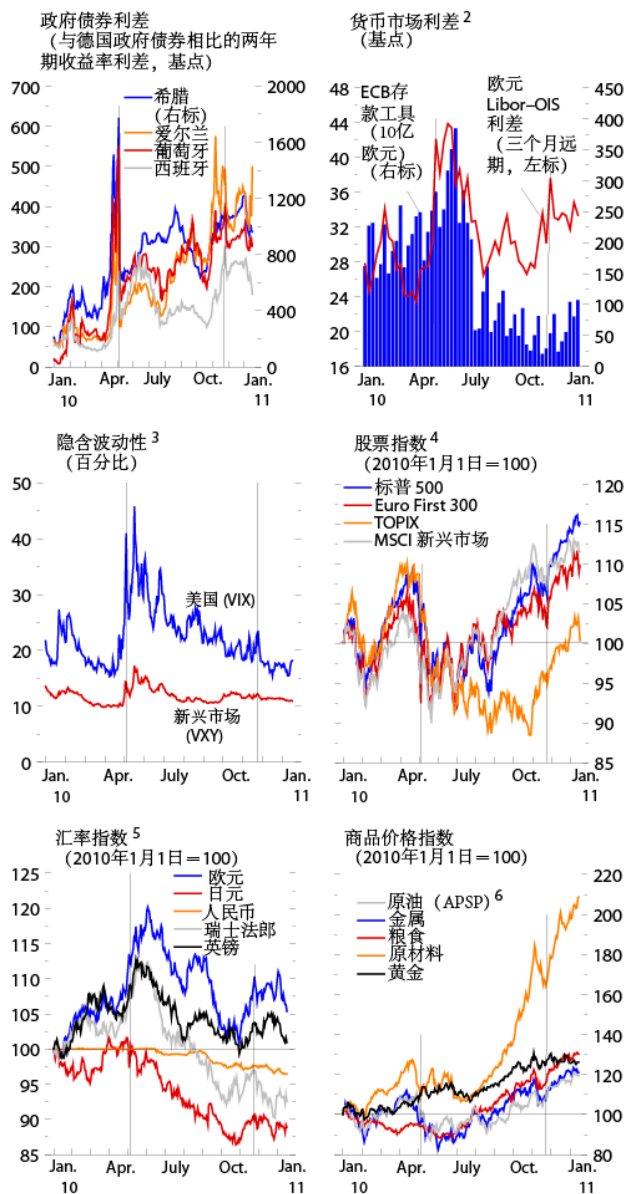 政府债券利差
（与德国政府债券相比的两年
期收益率利差，基点）
700
600
500
400
300
200
100
0
2000
1600
1200
800
400
0
希腊
（右标）
爱尔兰
葡萄牙
西班牙
Jan.
10
Apr.
July
Oct.
Jan.
11
货币市场利差 2
（基点）
48
44
40
36
32
28
24
20
16
450
400
350
300
250
200
150
100
50
0
ECB存
款工具
（10亿
欧元）
（右标）
欧元
Libor–OIS
利差
（三个月远
期，左标）
Jan.
10
Apr.
July
Oct.
Jan.
11
隐含波动性 3
（百分比）
50
40
30
20
10
0
美国 (VIX)
新兴市场
(VXY)
Jan.
10
Apr.
July
Oct.
Jan.
11
股票指数 4
（2010年1月1日＝100）
标普 500
Euro First 300
TOPIX
MSCI 新兴市场
120
115
110
105
100
95
90
85
Jan.
10
Apr.
July
Oct.
Jan.
11
汇率指数 5
（2010年1月1日＝100）
125
120
115
110
105
100
95
90
85
欧元
日元
人民币
瑞士法郎
英镑
Jan.
10
Apr.
July
Oct.
Jan.
11
商品价格指数
（2010年1月1日＝100）
原油（APSP）6
金属
粮食
原材料
黄金
220
200
180
160
140
120
100
80
Jan.
10
Apr.
July
Oct.
Jan.
11